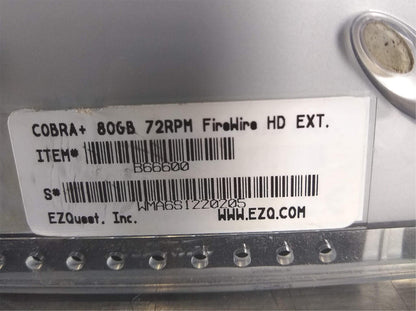 COBRA+ 80GB 72RPM FireWire HD EXT.
ITEM#
B66600
S#
WMA6S1220205
EZQuest, Inc. WWW.EZQ.COM